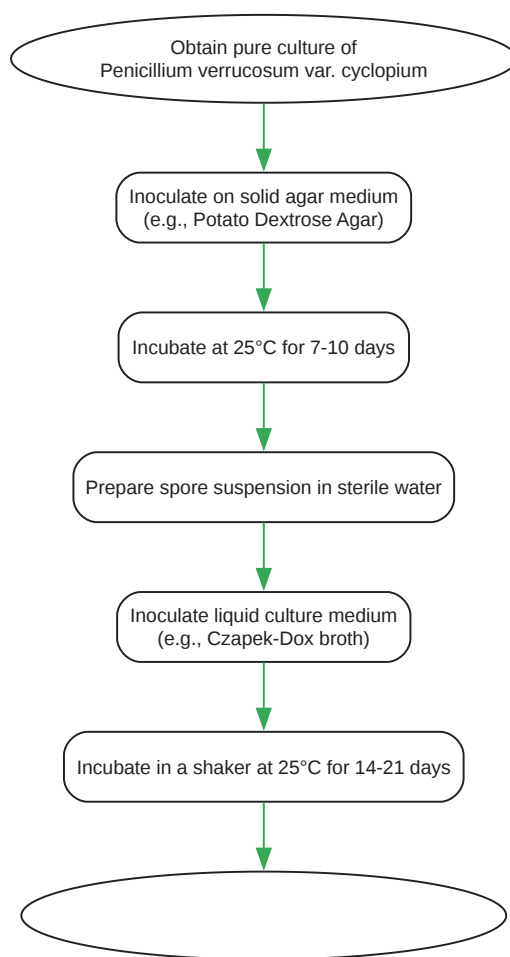 Obtain pure culture of
Penicillium verrucosum var. cyclopium
Inoculate on solid agar medium
(e.g., Potato Dextrose Agar)
Incubate at 25°C for 7-10 days
Prepare spore suspension in sterile water
Inoculate liquid culture medium
(e.g., Czapek-Dox broth)
Incubate in a shaker at 25°C for 14-21 days